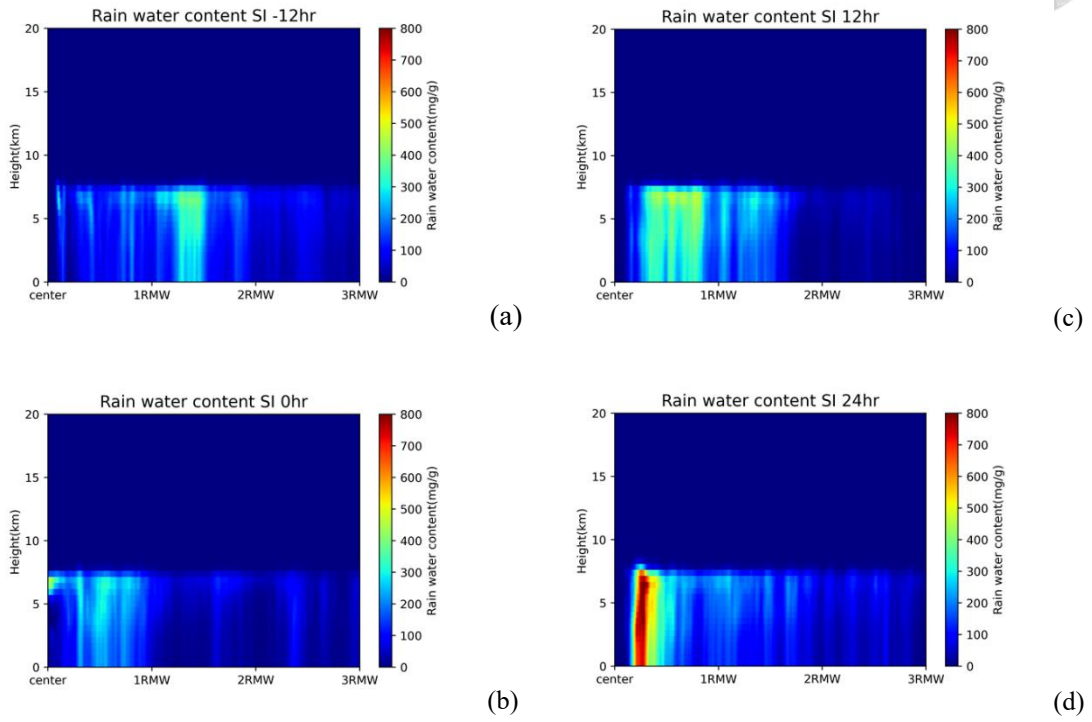 Rain water content SI -12hr
20
15
10
5
0
Height(km)
center
1RMW
2RMW
3RMW
800
700
600
500
400
300
200
100
0
Rain water content(mg/g)
(a)
Rain water content SI 12hr
20
15
10
5
0
Height(km)
center
1RMW
2RMW
3RMW
800
700
600
500
400
300
200
100
0
Rain water content(mg/g)
(c)
Rain water content SI 0hr
20
15
10
5
0
Height(km)
center
1RMW
2RMW
3RMW
800
700
600
500
400
300
200
100
0
Rain water content(mg/g)
(b)
Rain water content SI 24hr
20
15
10
5
0
Height(km)
center
1RMW
2RMW
3RMW
800
700
600
500
400
300
200
100
0
Rain water content(mg/g)
(d)